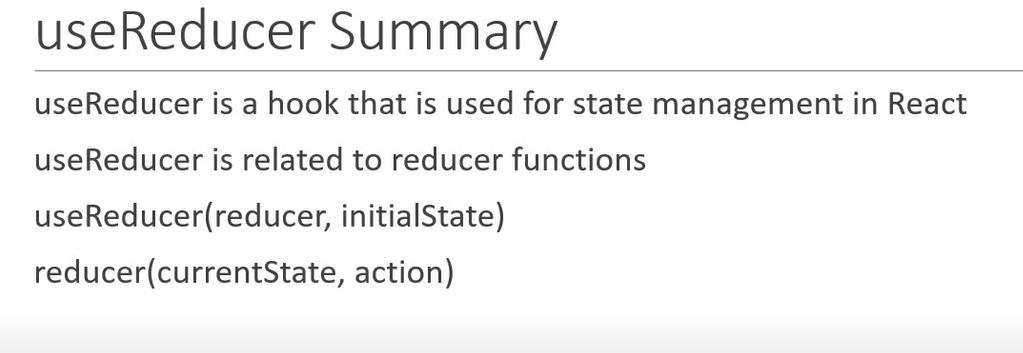 useReducer Summary
useReducer is a hook that is used for state management in React
useReducer is related to reducer functions
useReducer(reducer, initialState)
reducer(currentState, action)